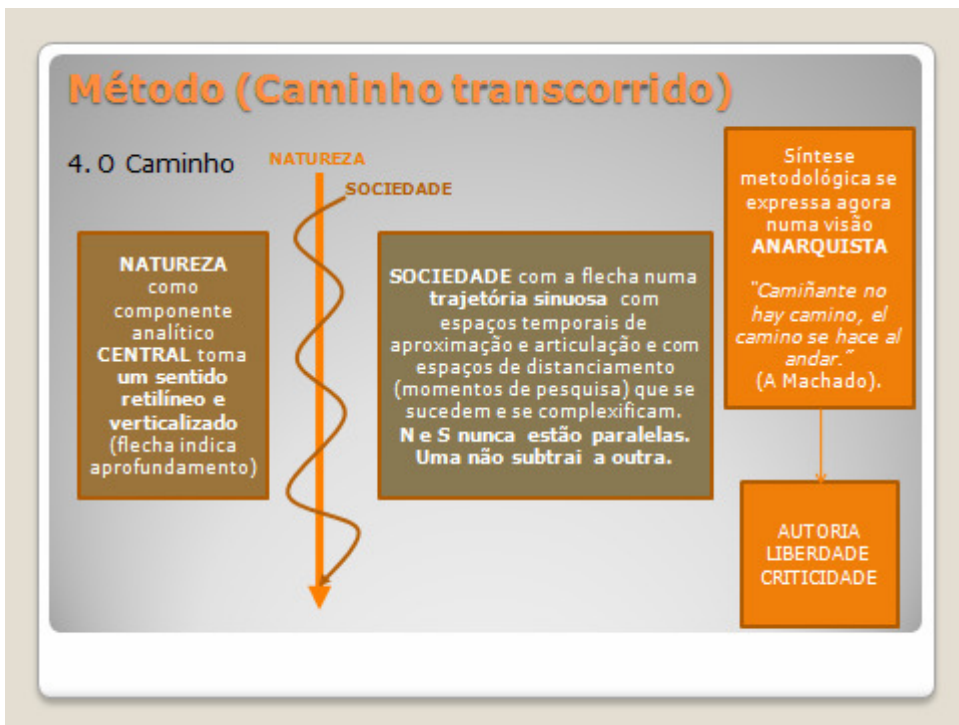 Método (Caminho transcorrido)
4. O Caminho
NATUREZA
SOCIEDADE
NATUREZA
como
componente
analítico
CENTRAL toma
um sentido
retilíneo e
verticalizado
(flecha indica
aprofundamento)
SOCIEDADE com a flecha numa
trajetória sinuosa com
espaços temporais de
aproximação e articulação e com
espaços de distanciamento
(momentos de pesquisa) que se
sucedem e se complexificam.
N e S nunca estão paralelas.
Uma não subtrai a outra.
Síntese
metodológica se
expressa agora
numa visão
ANARQUISTA
"Camiñante no
hay camino, el
camino se hace al
andar."
(A Machado).
AUTORIA
LIBERDADE
CRITICIDADE